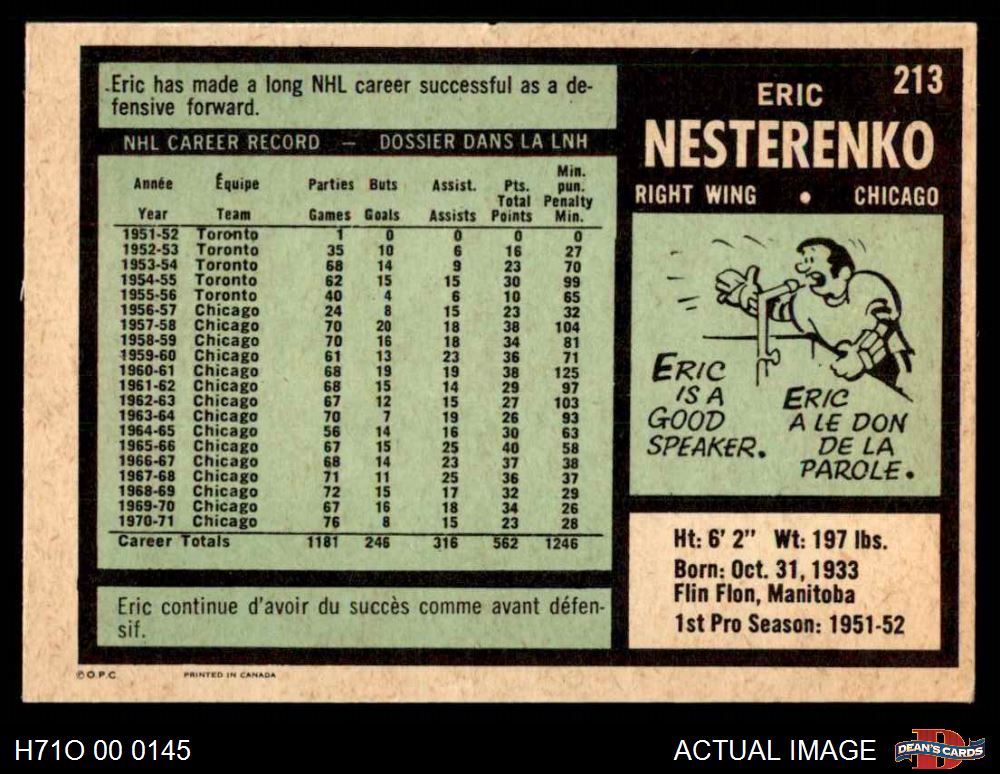 Eric has made a long NHL career successful as a de-
fensive forward.
NHL CAREER RECORD — DOSSIER DANS LA LNH
Année Équipe Parties Buts Assist. Pts. Min. pun.
Year Team Games Goals Assists Total Points Penalty Min.
1951-52 Toronto 1 0 0 0 0
1952-53 Toronto 35 10 6 16 27
1953-54 Toronto 68 14 9 23 70
1954-55 Toronto 62 15 15 30 99
1955-56 Toronto 40 4 6 10 65
1956-57 Chicago 24 8 15 23 32
1957-58 Chicago 70 20 18 38 104
1958-59 Chicago 70 16 18 34 81
1959-60 Chicago 61 13 23 36 71
1960-61 Chicago 68 19 19 38 125
1961-62 Chicago 68 15 14 29 97
1962-63 Chicago 67 12 15 27 103
1963-64 Chicago 70 7 19 26 93
1964-65 Chicago 56 14 16 30 63
1965-66 Chicago 67 15 25 40 58
1966-67 Chicago 68 14 23 37 38
1967-68 Chicago 71 11 25 36 37
1968-69 Chicago 72 15 17 32 29
1969-70 Chicago 67 16 18 34 26
1970-71 Chicago 76 8 15 23 28
Career Totals 1181 246 316 562 1246
Eric continue d'avoir du succès comme avant défen-
sif.
213
ERIC
NESTERENKO
RIGHT WING • CHICAGO
ERIC
IS A
GOOD
SPEAKER.
ERIC
A LE DON
DE LA
PAROLE.
Ht: 6' 2" Wt: 197 lbs.
Born: Oct. 31, 1933
Flin Flon, Manitoba
1st Pro Season: 1951-52
© O.P.C PRINTED IN CANADA
H71O 00 0145
ACTUAL IMAGE
D
DEAN'S CARDS